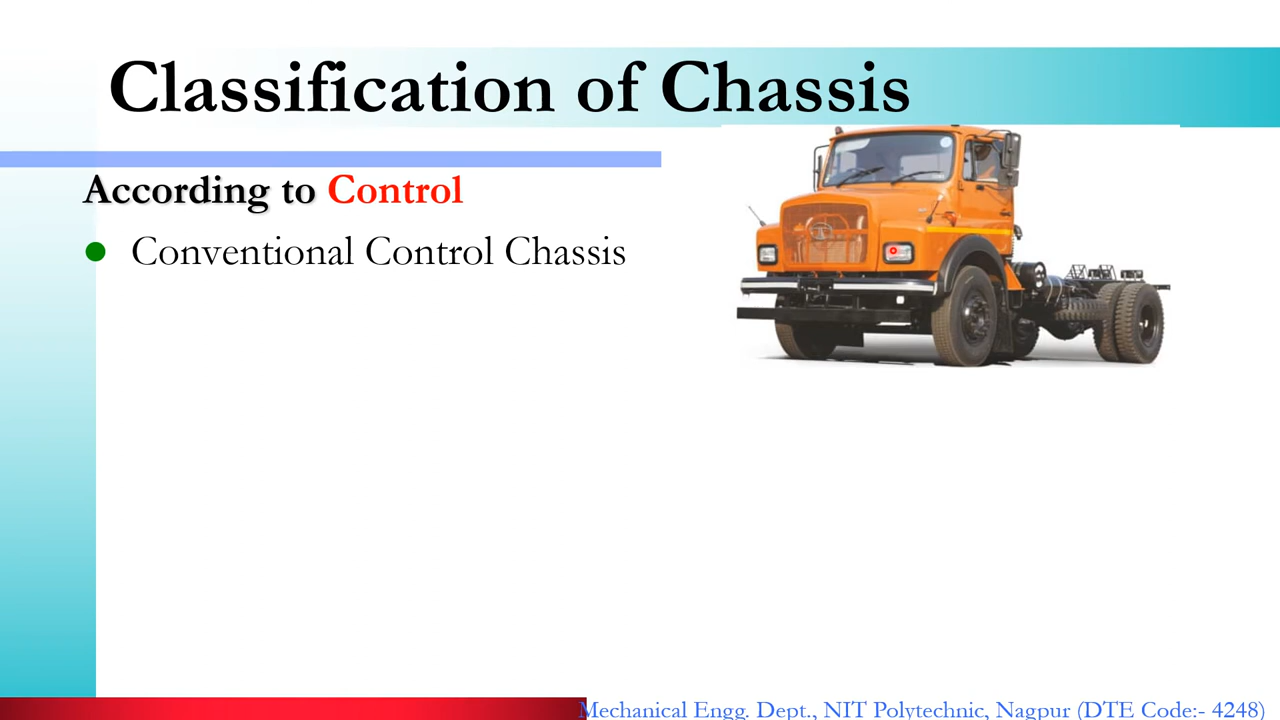 Classification of Chassis
According to Control
Conventional Control Chassis
Mechanical Engg. Dept., NIT Polytechnic, Nagpur (DTE Code:- 4248)